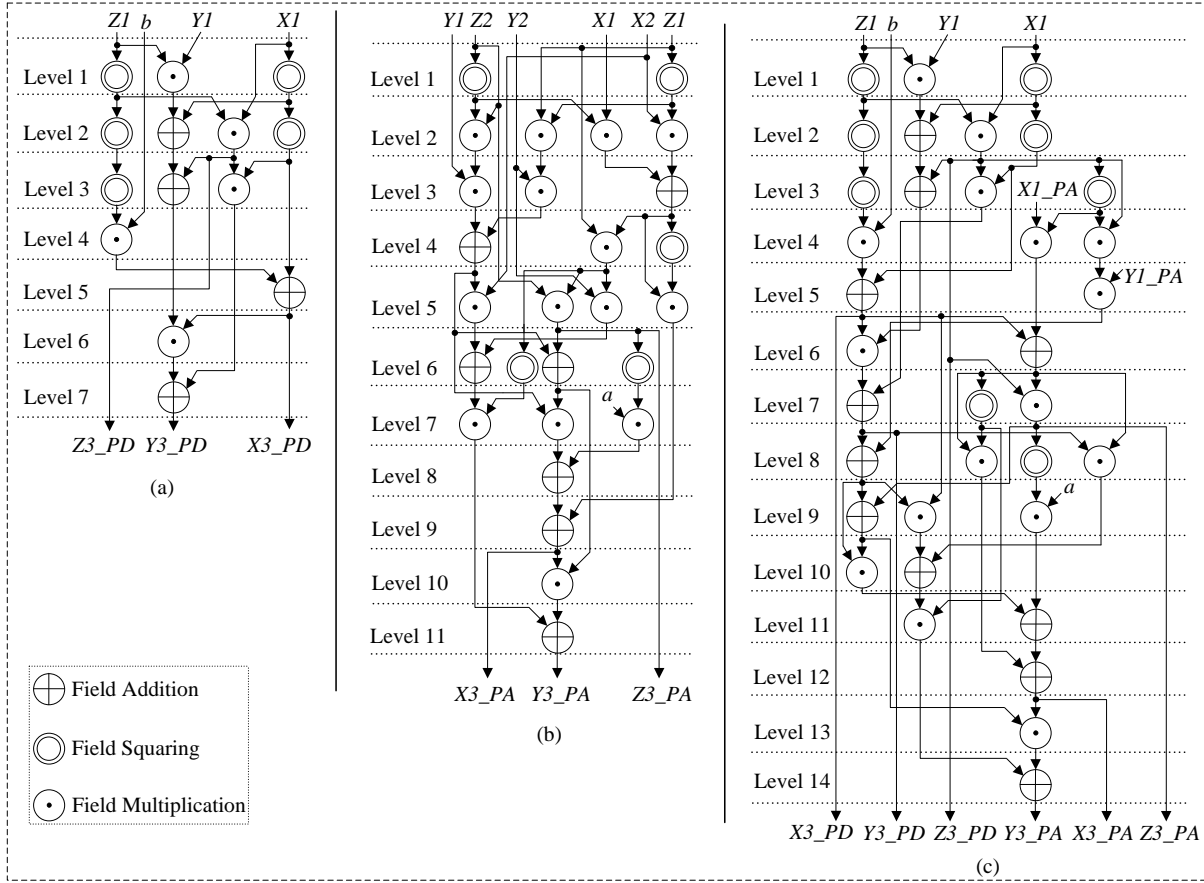 Z1 b Y1 X1
Level 1
Level 2
Level 3
Level 4
Level 5
Level 6
Level 7
Z3_PD Y3_PD X3_PD
(a)
Y1 Z2 Y2 X1 X2 Z1
Level 1
Level 2
Level 3
Level 4
Level 5
Level 6
a
Level 7
Level 8
Level 9
Level 10
Level 11
X3_PA Y3_PA Z3_PA
(b)
Z1 b Y1 X1
Level 1
Level 2
Level 3
X1_PA
Level 4
Y1_PA
Level 5
Level 6
Level 7
Level 8
a
Level 9
Level 10
Level 11
Level 12
Level 13
Level 14
X3_PD Y3_PD Z3_PD Y3_PA X3_PA Z3_PA
(c)
Field Addition
Field Squaring
Field Multiplication